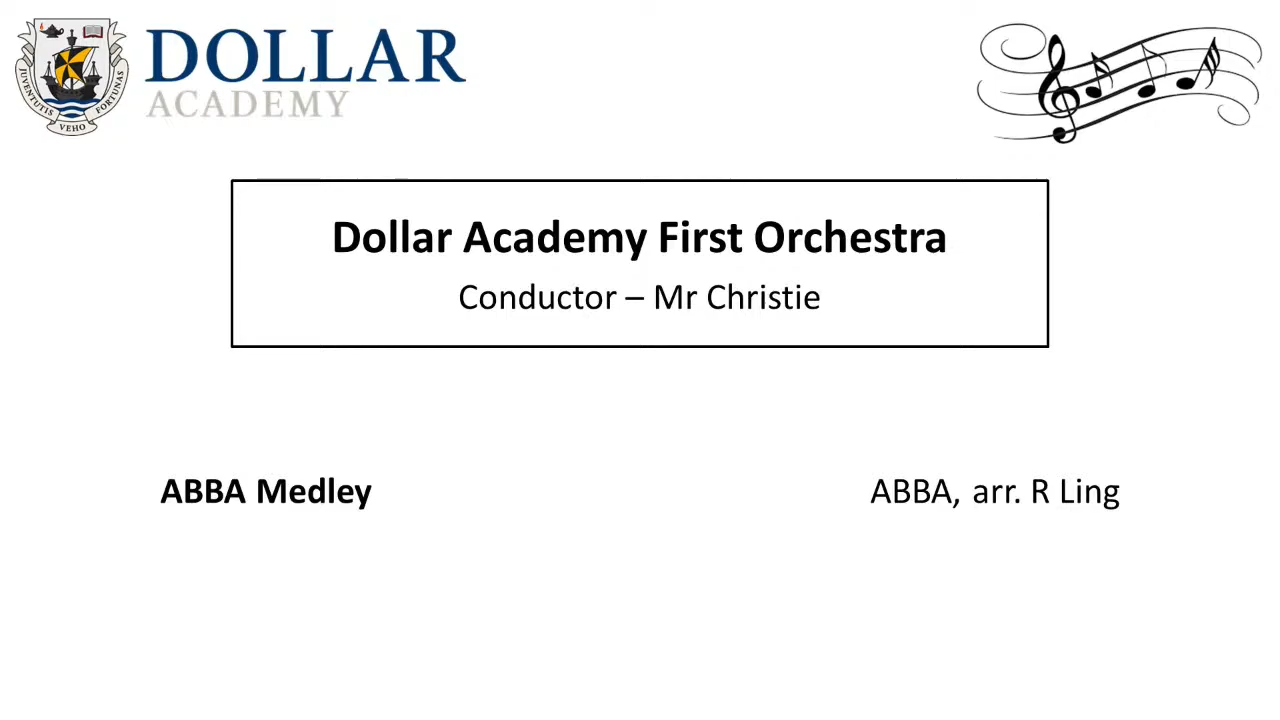 JUVENTUTIS VEHO FORTUNAS
DOLLAR
ACADEMY
Dollar Academy First Orchestra
Conductor – Mr Christie
ABBA Medley ABBA, arr. R Ling